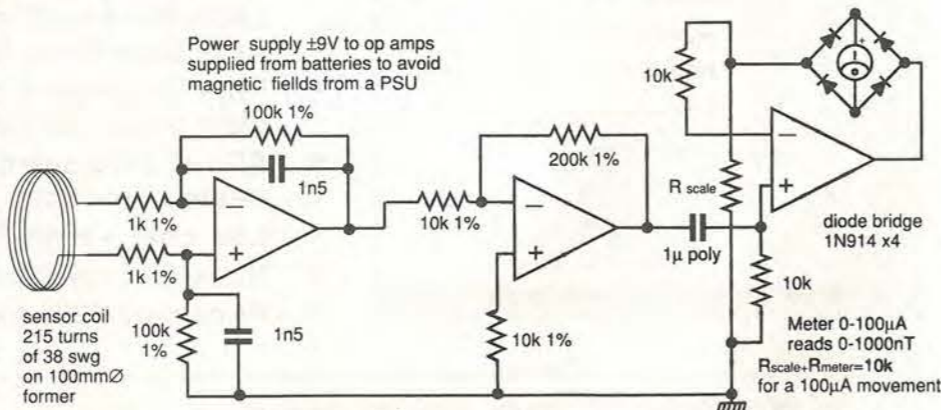 Power supply ±9V to op amps
supplied from batteries to avoid
magnetic fiellds from a PSU
100k 1%
1n5
1k 1%
1k 1%
100k
1%
1n5
sensor coil
215 turns
of 38 swg
on 100mmØ
former
10k 1%
200k 1%
10k 1%
1µ poly
10k
R scale
10k
diode bridge
1N914 x4
Meter 0-100µA
reads 0-1000nT
Rscale+Rmeter=10k
for a 100µA movement